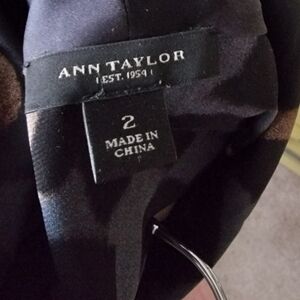 ANN TAYLOR
EST. 1954
2
MADE IN
CHINA